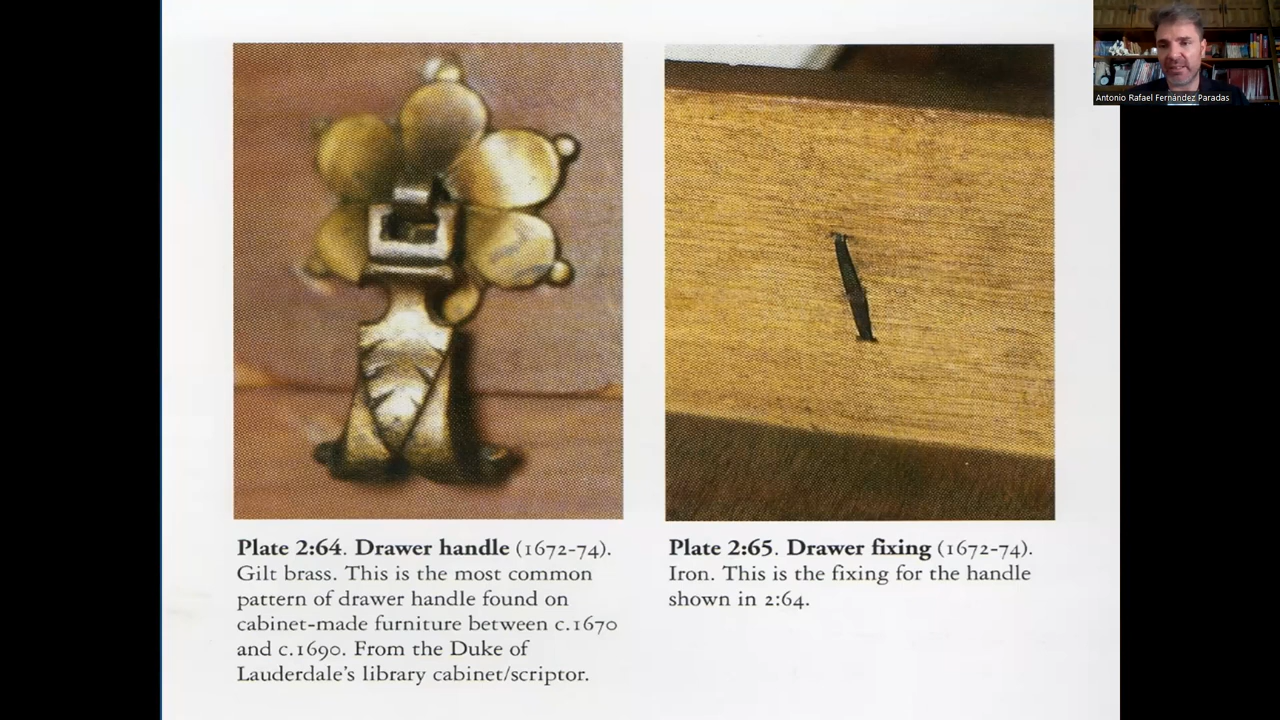 Antonio Rafael Fernández Paradas
Plate 2:64. Drawer handle (1672-74).
Gilt brass. This is the most common
pattern of drawer handle found on
cabinet-made furniture between c.1670
and c.1690. From the Duke of
Lauderdale's library cabinet/scriptor.
Plate 2:65. Drawer fixing (1672-74).
Iron. This is the fixing for the handle
shown in 2:64.